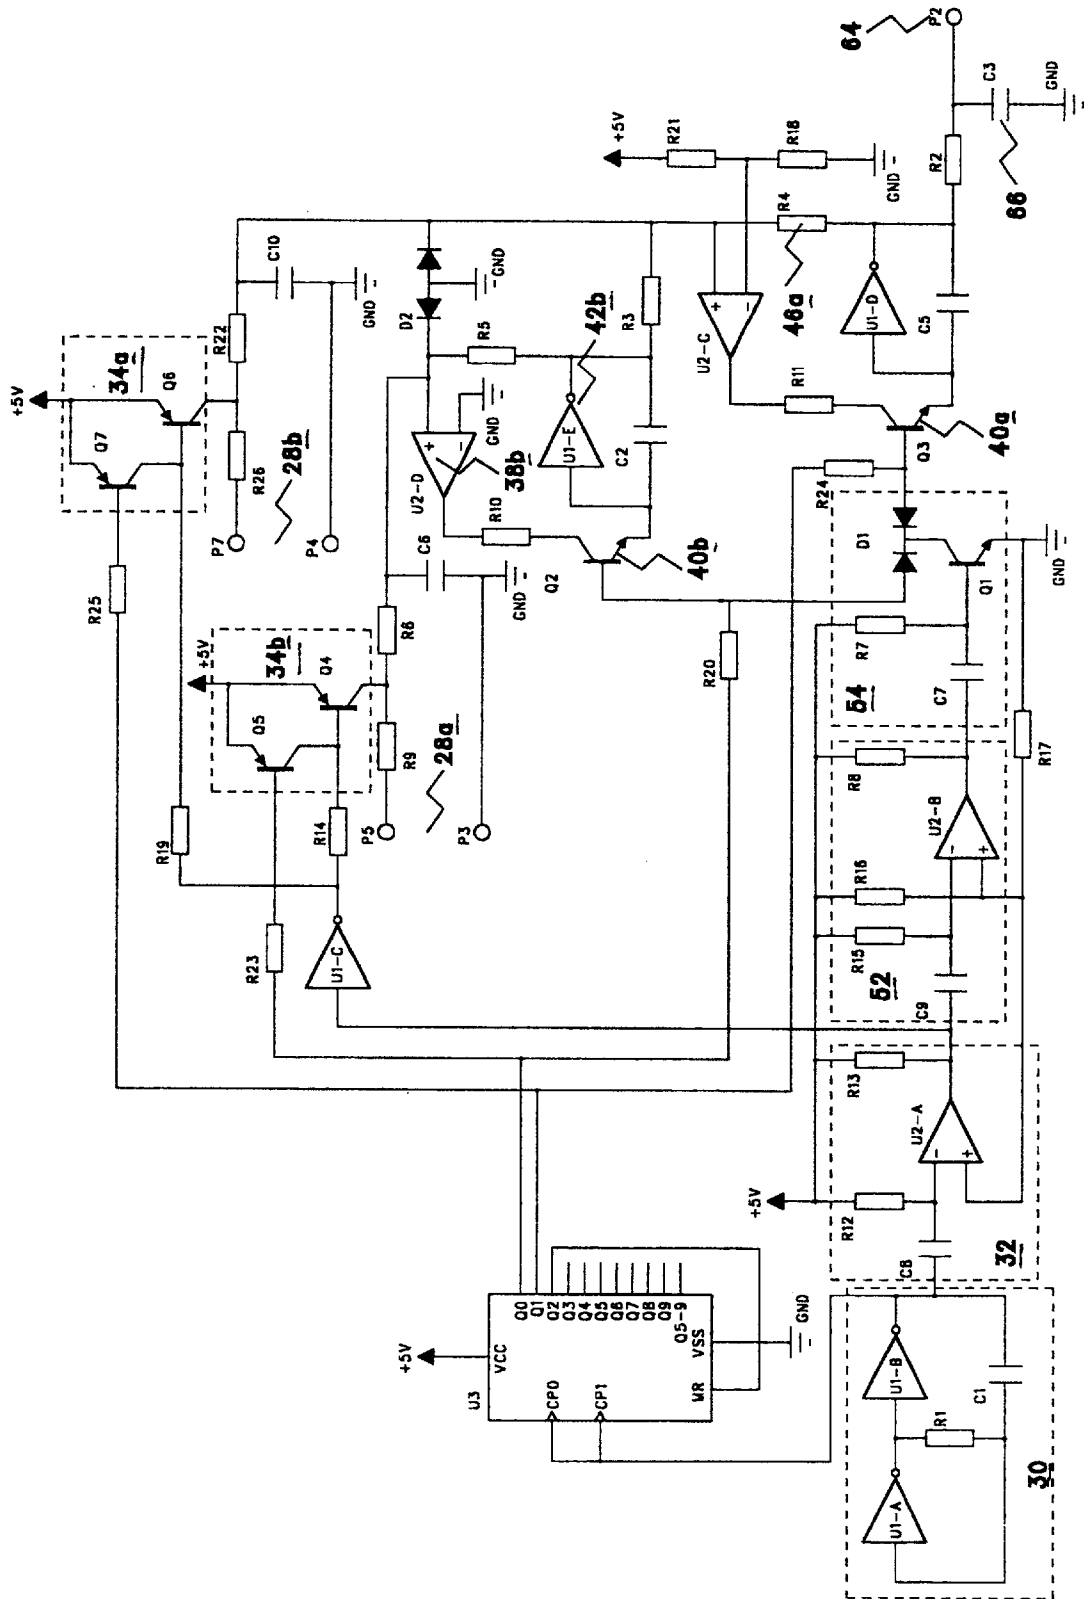 +5V
Q7
34a
Q6
R22
C10
GND
R26
28b
P7
P4
R25
+5V
34b
Q5
Q4
R6
C6
GND
R9
28a
P5
P3
R19
R14
R23
U1-C
D2
GND
R5
U2-D
38b
GND
42b
R3
U1-E
C2
R10
Q2
40b
R20
+5V
R21
R18
GND
R4
46a
U2-C
R11
U1-D
C5
Q3
40a
R24
64
P2
C3
GND
66
R2
D1
Q1
GND
R7
54
C7
R8
U2-B
R17
R16
R15
52
C9
R13
U2-A
+5V
R12
32
C8
+5V
U3
VCC
CP0
CP1
MR
VSS
GND
Q0
Q1
Q2
Q3
Q4
Q5
Q6
Q7
Q8
Q9
Q5-9
U1-B
U1-A
R1
C1
30